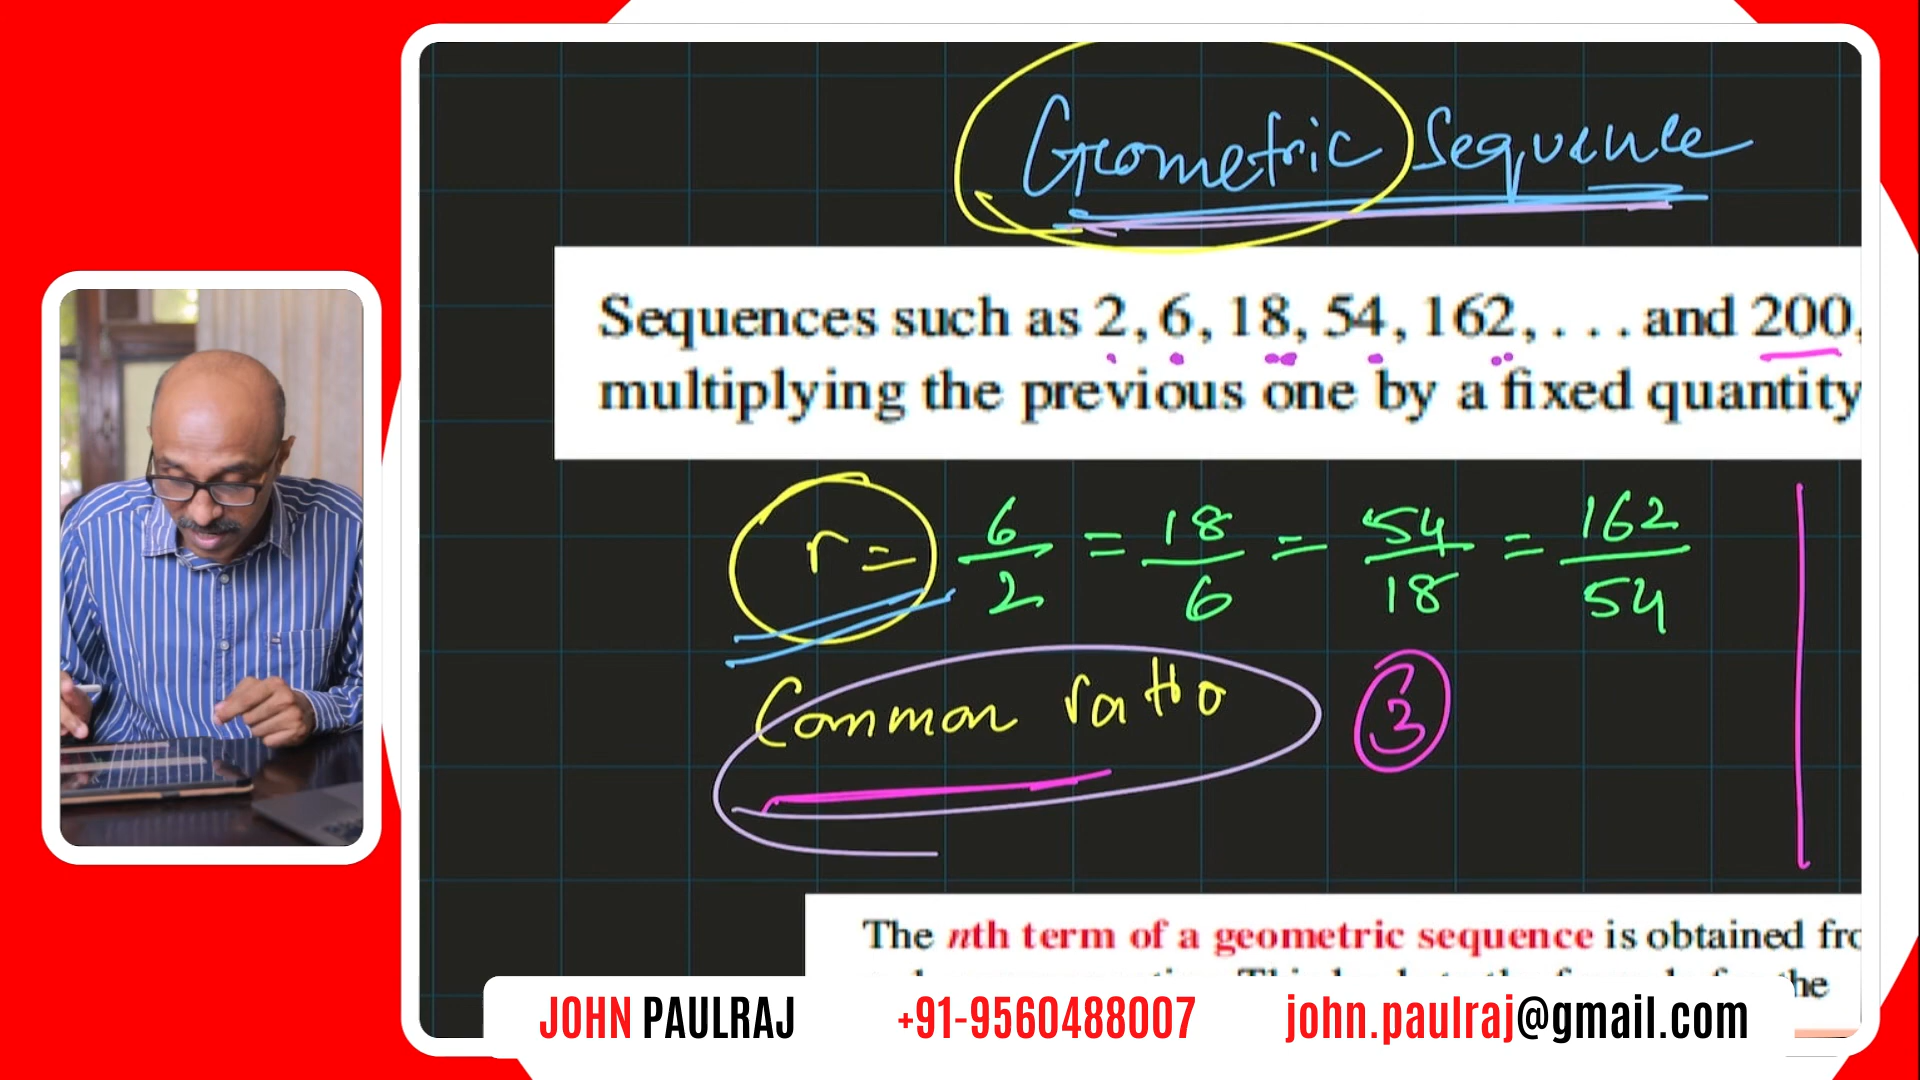 Geometric Sequence
Sequences such as 2, 6, 18, 54, 162, . . . and 200,
multiplying the previous one by a fixed quantity
r = 6/2 = 18/6 = 54/18 = 162/54
Common ratio 3
The nth term of a geometric sequence is obtained fro
the
JOHN PAULRAJ +91-9560488007 john.paulraj@gmail.com